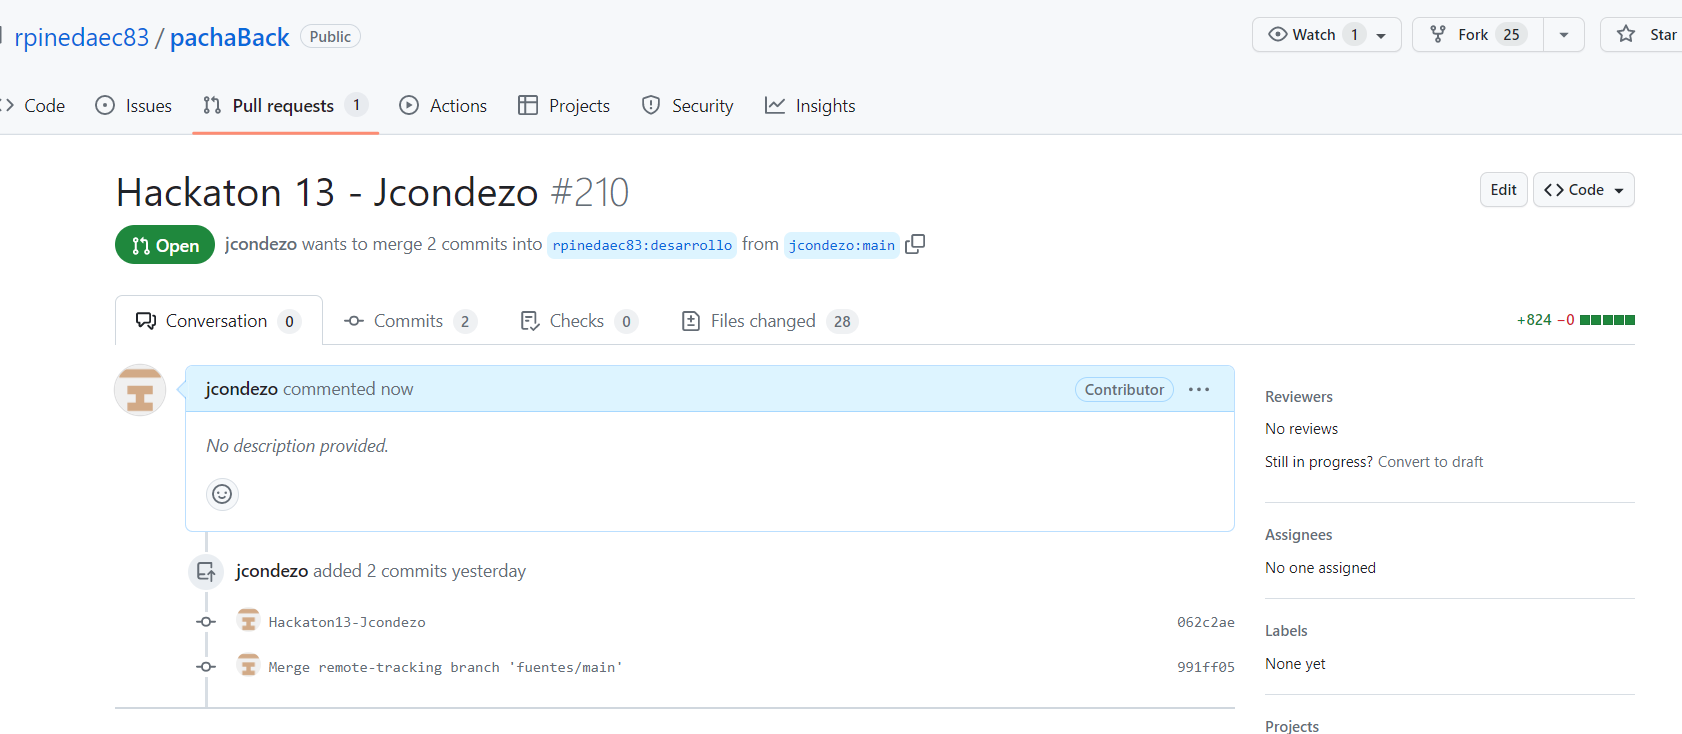 rpinedaec83 / pachaBack Public
Watch 1 Fork 25 Star
Code Issues Pull requests 1 Actions Projects Security Insights
Hackaton 13 - Jcondezo #210
Edit <> Code
Open jcondezo wants to merge 2 commits into rpinedaec83:desarrollo from jcondezo:main
Conversation 0 Commits 2 Checks 0 Files changed 28
+824 −0
jcondezo commented now
Contributor ...
No description provided.
jcondezo added 2 commits yesterday
Hackaton13-Jcondezo 062c2ae
Merge remote-tracking branch 'fuentes/main' 991ff05
Reviewers
No reviews
Still in progress? Convert to draft
Assignees
No one assigned
Labels
None yet
Projects